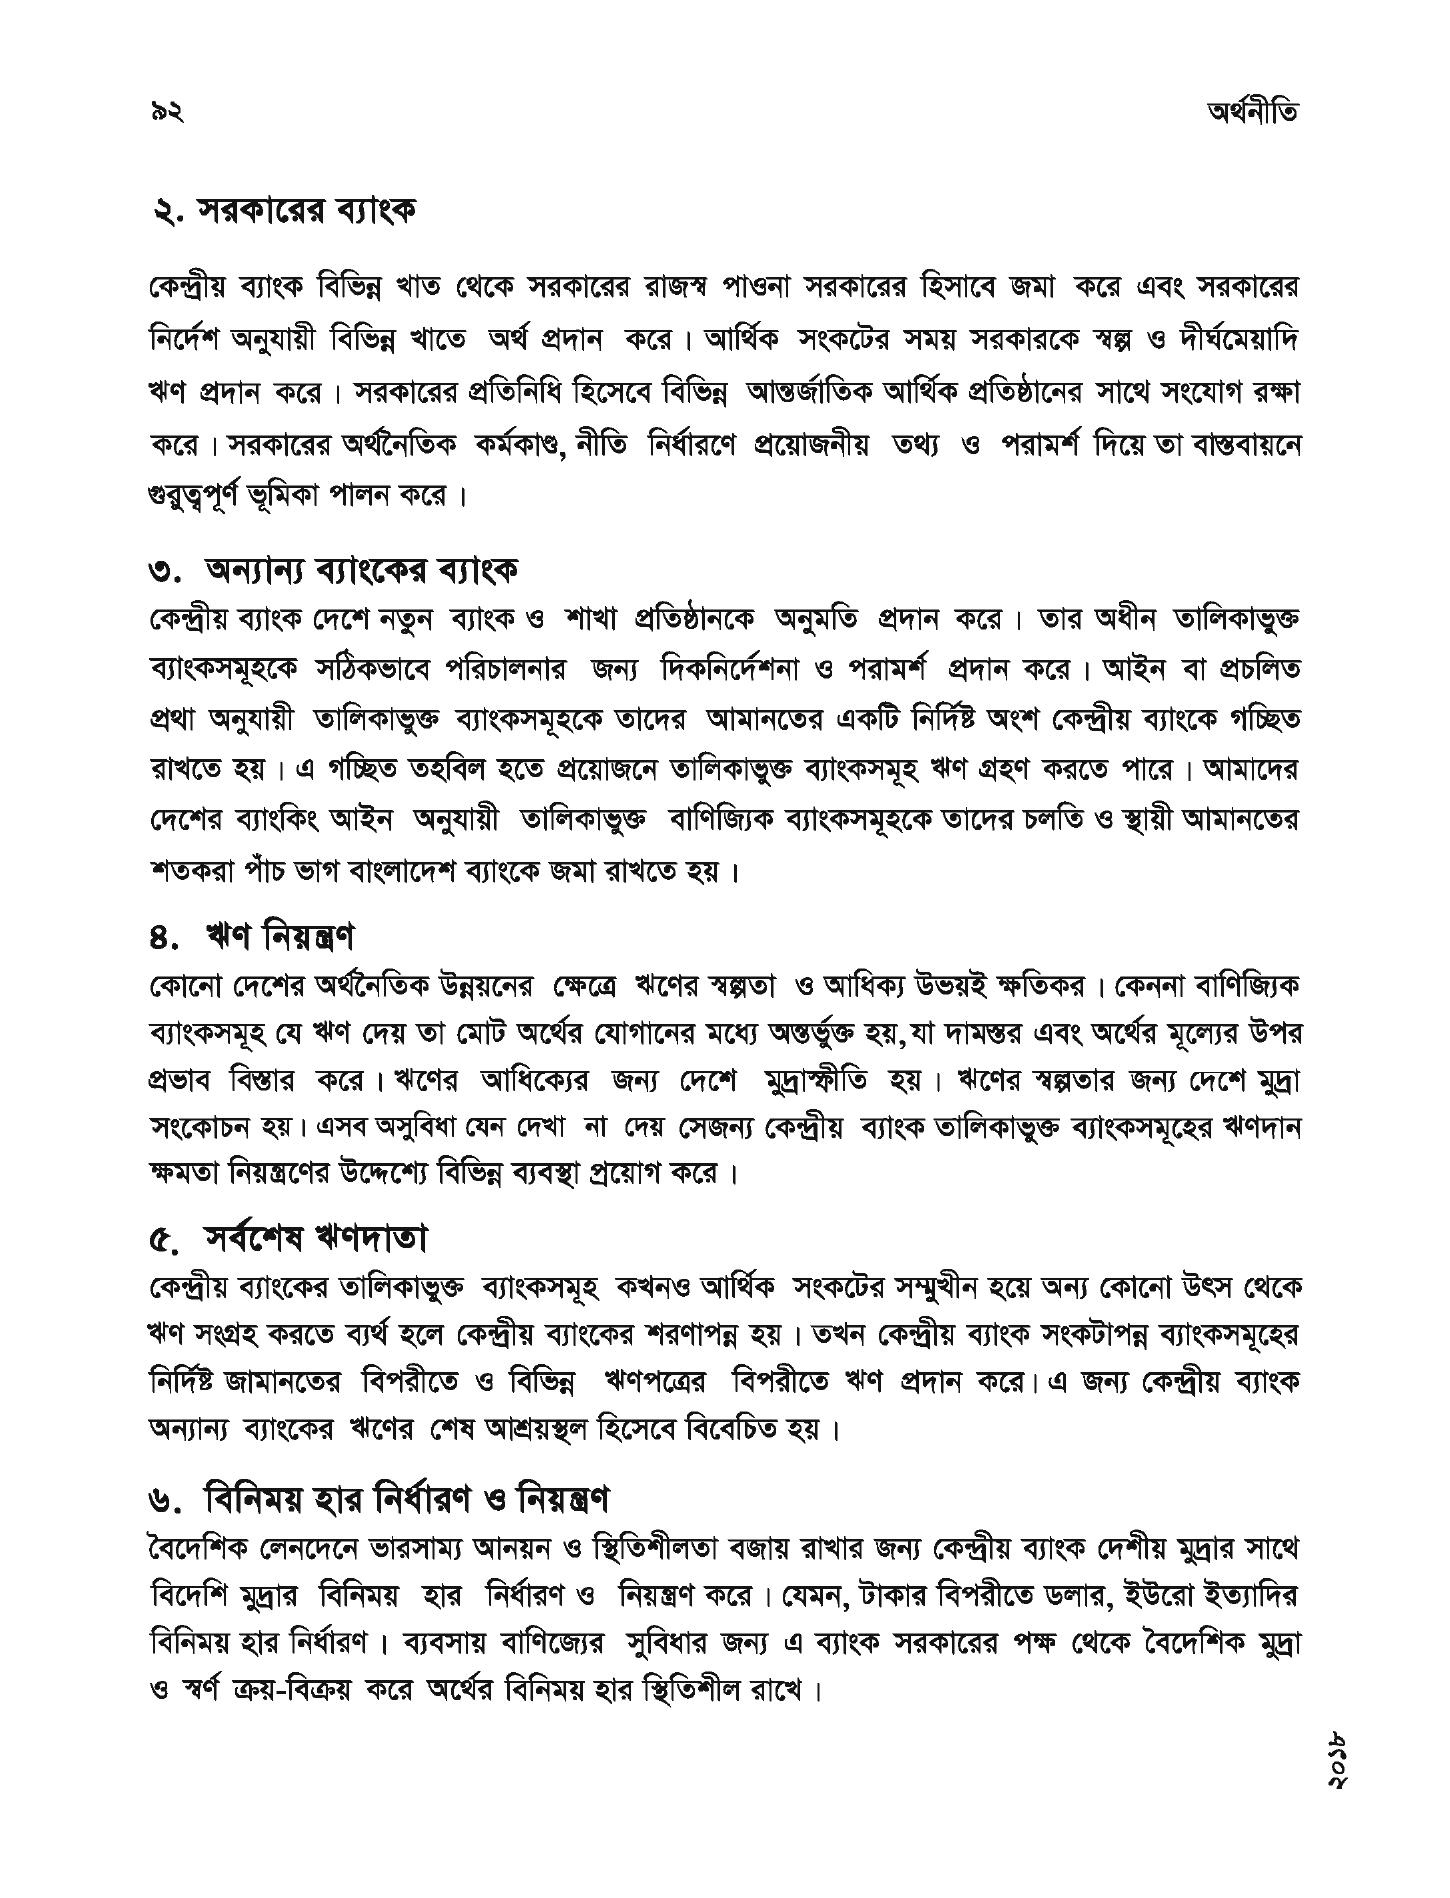 ৯২
অর্থনীতি
২. সরকারের ব্যাংক
কেন্দ্রীয় ব্যাংক বিভিন্ন খাত থেকে সরকারের রাজস্ব পাওনা সরকারের হিসাবে জমা করে এবং সরকারের
নির্দেশ অনুযায়ী বিভিন্ন খাতে অর্থ প্রদান করে। আর্থিক সংকটের সময় সরকারকে স্বল্প ও দীর্ঘমেয়াদি
ঋণ প্রদান করে। সরকারের প্রতিনিধি হিসেবে বিভিন্ন আন্তর্জাতিক আর্থিক প্রতিষ্ঠানের সাথে সংযোগ রক্ষা
করে। সরকারের অর্থনৈতিক কর্মকাণ্ড, নীতি নির্ধারণে প্রয়োজনীয় তথ্য ও পরামর্শ দিয়ে তা বাস্তবায়নে
গুরুত্বপূর্ণ ভূমিকা পালন করে।
৩. অন্যান্য ব্যাংকের ব্যাংক
কেন্দ্রীয় ব্যাংক দেশে নতুন ব্যাংক ও শাখা প্রতিষ্ঠানকে অনুমতি প্রদান করে। তার অধীন তালিকাভুক্ত
ব্যাংকসমূহকে সঠিকভাবে পরিচালনার জন্য দিকনির্দেশনা ও পরামর্শ প্রদান করে। আইন বা প্রচলিত
প্রথা অনুযায়ী তালিকাভুক্ত ব্যাংকসমূহকে তাদের আমানতের একটি নির্দিষ্ট অংশ কেন্দ্রীয় ব্যাংকে গচ্ছিত
রাখতে হয়। এ গচ্ছিত তহবিল হতে প্রয়োজনে তালিকাভুক্ত ব্যাংকসমূহ ঋণ গ্রহণ করতে পারে। আমাদের
দেশের ব্যাংকিং আইন অনুযায়ী তালিকাভুক্ত বাণিজ্যিক ব্যাংকসমূহকে তাদের চলতি ও স্থায়ী আমানতের
শতকরা পাঁচ ভাগ বাংলাদেশ ব্যাংকে জমা রাখতে হয়।
৪. ঋণ নিয়ন্ত্রণ
কোনো দেশের অর্থনৈতিক উন্নয়নের ক্ষেত্রে ঋণের স্বল্পতা ও আধিক্য উভয়ই ক্ষতিকর। কেননা বাণিজ্যিক
ব্যাংকসমূহ যে ঋণ দেয় তা মোট অর্থের যোগানের মধ্যে অন্তর্ভুক্ত হয়, যা দামস্তর এবং অর্থের মূল্যের উপর
প্রভাব বিস্তার করে। ঋণের আধিক্যের জন্য দেশে মুদ্রাস্ফীতি হয়। ঋণের স্বল্পতার জন্য দেশে মুদ্রা
সংকোচন হয়। এসব অসুবিধা যেন দেখা না দেয় সেজন্য কেন্দ্রীয় ব্যাংক তালিকাভুক্ত ব্যাংকসমূহের ঋণদান
ক্ষমতা নিয়ন্ত্রণের উদ্দেশ্যে বিভিন্ন ব্যবস্থা প্রয়োগ করে।
৫. সর্বশেষ ঋণদাতা
কেন্দ্রীয় ব্যাংকের তালিকাভুক্ত ব্যাংকসমূহ কখনও আর্থিক সংকটের সম্মুখীন হয়ে অন্য কোনো উৎস থেকে
ঋণ সংগ্রহ করতে ব্যর্থ হলে কেন্দ্রীয় ব্যাংকের শরণাপন্ন হয়। তখন কেন্দ্রীয় ব্যাংক সংকটাপন্ন ব্যাংকসমূহের
নির্দিষ্ট জামানতের বিপরীতে ও বিভিন্ন ঋণপত্রের বিপরীতে ঋণ প্রদান করে। এ জন্য কেন্দ্রীয় ব্যাংক
অন্যান্য ব্যাংকের ঋণের শেষ আশ্রয়স্থল হিসেবে বিবেচিত হয়।
৬. বিনিময় হার নির্ধারণ ও নিয়ন্ত্রণ
বৈদেশিক লেনদেনে ভারসাম্য আনয়ন ও স্থিতিশীলতা বজায় রাখার জন্য কেন্দ্রীয় ব্যাংক দেশীয় মুদ্রার সাথে
বিদেশি মুদ্রার বিনিময় হার নির্ধারণ ও নিয়ন্ত্রণ করে। যেমন, টাকার বিপরীতে ডলার, ইউরো ইত্যাদির
বিনিময় হার নির্ধারণ। ব্যবসায় বাণিজ্যের সুবিধার জন্য এ ব্যাংক সরকারের পক্ষ থেকে বৈদেশিক মুদ্রা
ও স্বর্ণ ক্রয়-বিক্রয় করে অর্থের বিনিময় হার স্থিতিশীল রাখে।
২০১৮